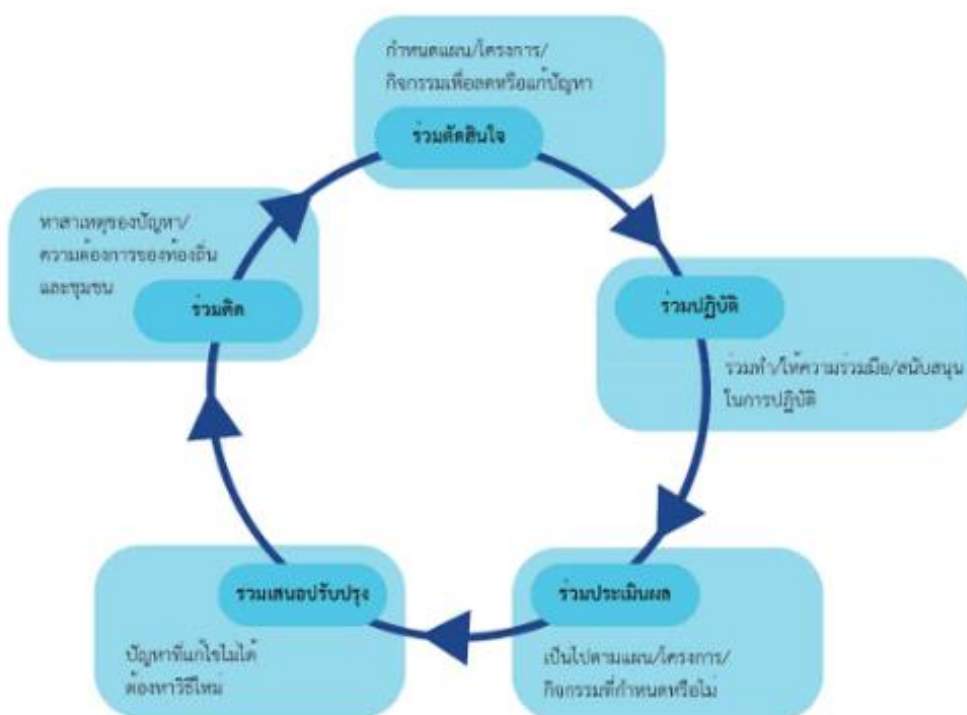 กำหนดแผน/โครงการ/
กิจกรรมเพื่อลดหรือแก้ปัญหา
ร่วมตัดสินใจ
หาสาเหตุของปัญหา/
ความต้องการของท้องถิ่น
และชุมชน
ร่วมคิด
ร่วมปฏิบัติ
ร่วมทำ/ให้ความร่วมมือ/สนับสนุน
ในการปฏิบัติ
ร่วมประเมินผล
เป็นไปตามแผน/โครงการ/
กิจกรรมที่กำหนดหรือไม่
รวมเสนอปรับปรุง
ปัญหาที่แก้ไขไม่ได้
ต้องหาวิธีใหม่